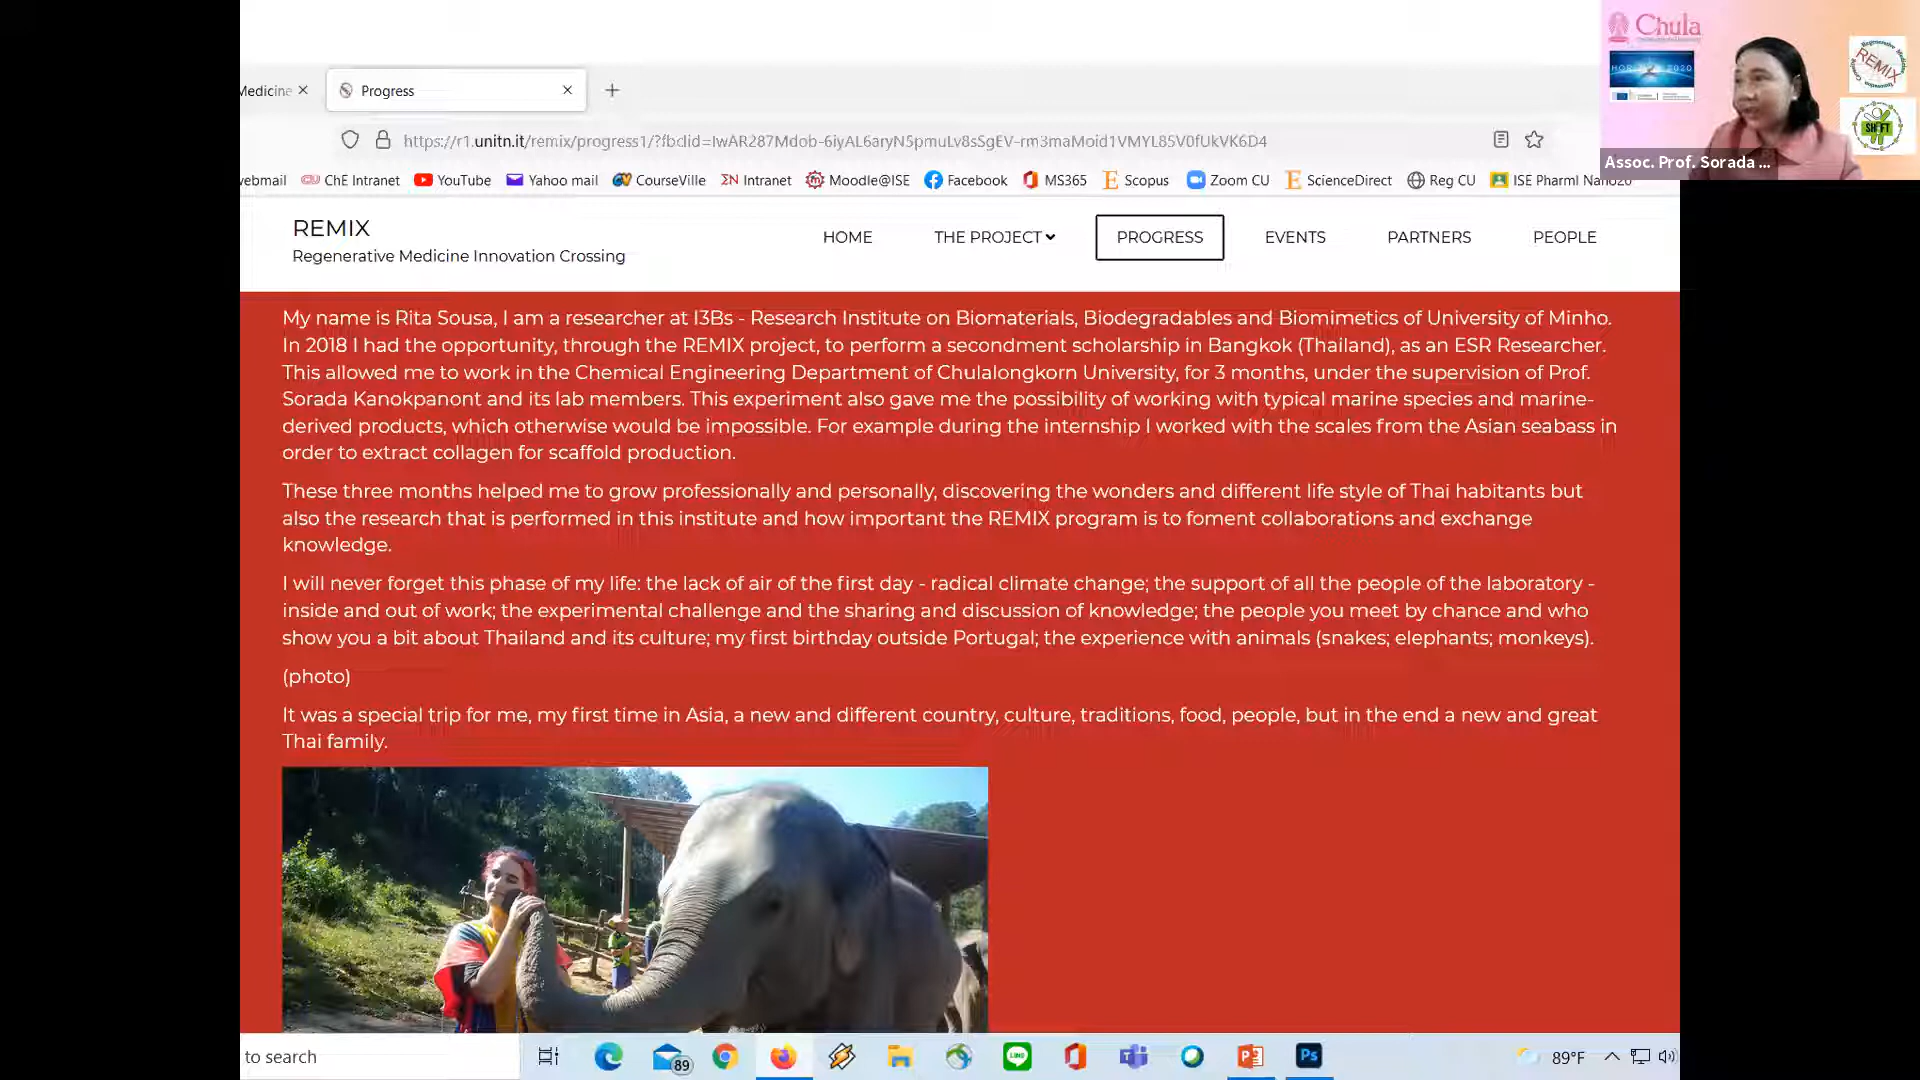 Chula
HORIZON 2020
REMIX
SHIFT
Assoc. Prof. Sorada ...
Medicine
Progress
https://r1.unitn.it/remix/progress1/?fbclid=IwAR287Mdob-6iyAL6aryN5pmuLv8sSgEV-rm3maMoid1VMYL85V0fUkVK6D4
webmail ChE Intranet YouTube Yahoo mail CourseVille Intranet Moodle@ISE Facebook MS365 Scopus Zoom CU ScienceDirect Reg CU ISE PharmI Nano20
REMIX
Regenerative Medicine Innovation Crossing
HOME THE PROJECT PROGRESS EVENTS PARTNERS PEOPLE
My name is Rita Sousa, I am a researcher at I3Bs - Research Institute on Biomaterials, Biodegradables and Biomimetics of University of Minho.
In 2018 I had the opportunity, through the REMIX project, to perform a secondment scholarship in Bangkok (Thailand), as an ESR Researcher.
This allowed me to work in the Chemical Engineering Department of Chulalongkorn University, for 3 months, under the supervision of Prof.
Sorada Kanokpanont and its lab members. This experiment also gave me the possibility of working with typical marine species and marine-
derived products, which otherwise would be impossible. For example during the internship I worked with the scales from the Asian seabass in
order to extract collagen for scaffold production.
These three months helped me to grow professionally and personally, discovering the wonders and different life style of Thai habitants but
also the research that is performed in this institute and how important the REMIX program is to foment collaborations and exchange
knowledge.
I will never forget this phase of my life: the lack of air of the first day - radical climate change; the support of all the people of the laboratory -
inside and out of work; the experimental challenge and the sharing and discussion of knowledge; the people you meet by chance and who
show you a bit about Thailand and its culture; my first birthday outside Portugal; the experience with animals (snakes; elephants; monkeys).
(photo)
It was a special trip for me, my first time in Asia, a new and different country, culture, traditions, food, people, but in the end a new and great
Thai family.
to search
89
LINE
Ps
89°F